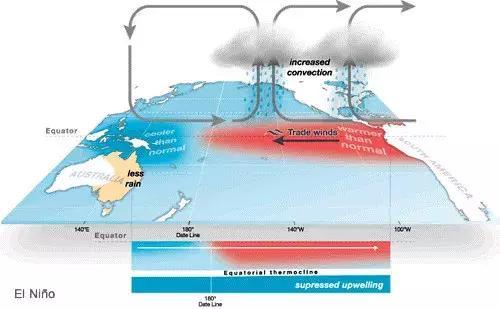 increased
convection
Equator
Trade winds
cooler
than
normal
warmer
than
normal
AUSTRALIA
less
rain
SOUTH AMERICA
140°E
180°
Date Line
140°W
100°W
Equator
Equatorial thermocline
supressed upwelling
El Niño
180°
Date Line